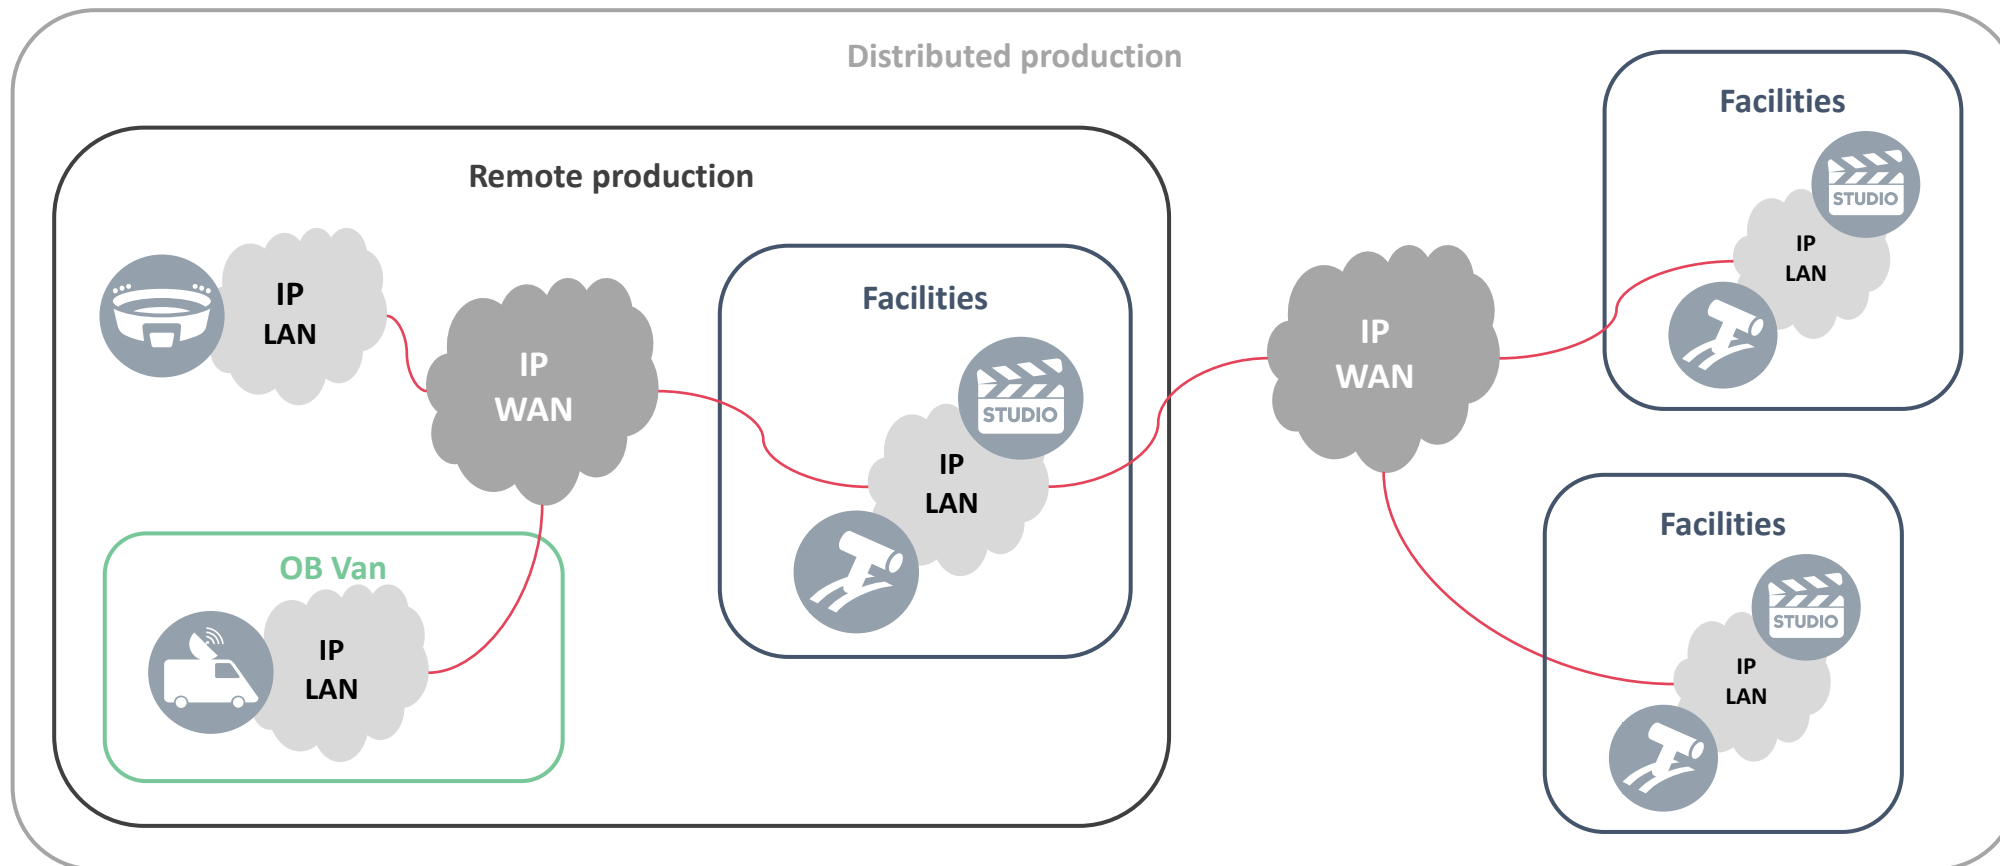 Distributed production
Remote production
IP
LAN
IP
WAN
OB Van
IP
LAN
Facilities
STUDIO
IP
LAN
IP
WAN
Facilities
STUDIO
IP
LAN
Facilities
STUDIO
IP
LAN